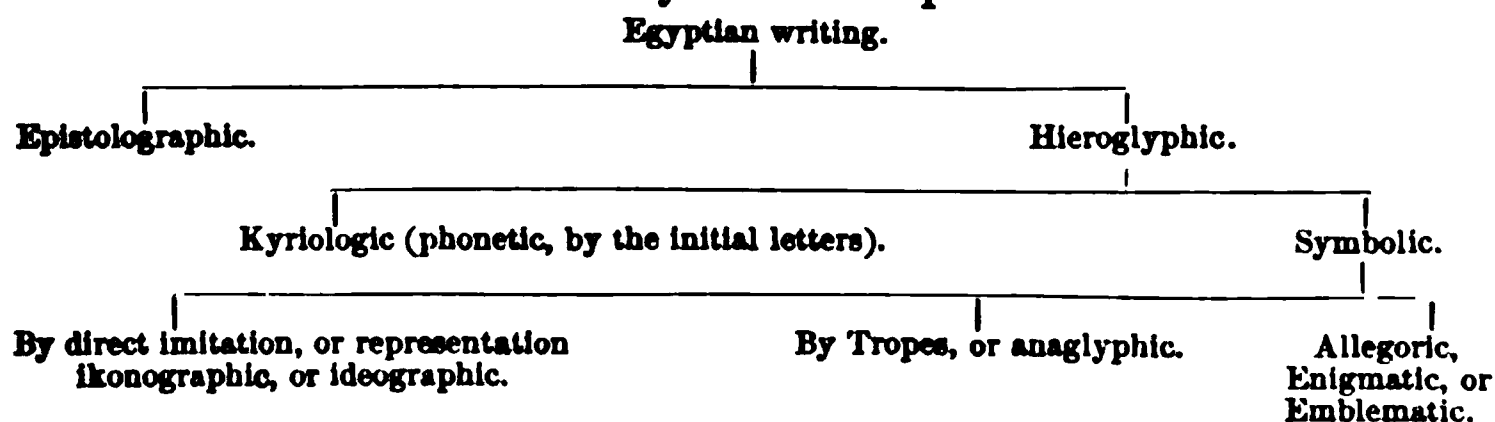 Egyptian writing.
Epistolographic. Hieroglyphic.
Kyriologic (phonetic, by the initial letters). Symbolic.
By direct imitation, or representation ikonographic, or ideographic.
By Tropes, or anaglyphic.
Allegoric, Enigmatic, or Emblematic.